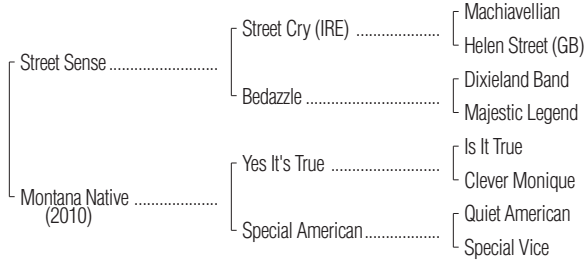 Machiavellian
Street Cry (IRE) ....................
Helen Street (GB)
Street Sense ..........................
Dixieland Band
Bedazzle ................................
Majestic Legend
Is It True
Yes It's True ..........................
Clever Monique
Montana Native ....................
(2010)
Quiet American
Special American..................
Special Vice